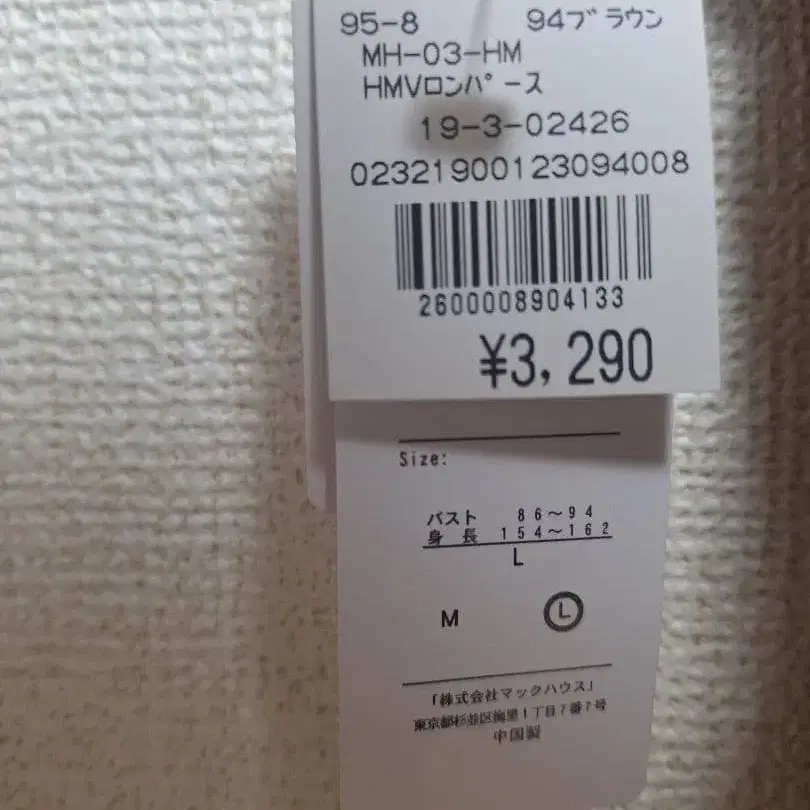 95-8 94ブラウン
MH-03-HM
HMVロンパース
19-3-02426
02321900123094008
2600008904133
¥3,290
Size:
バスト 86〜94
身長 154〜162
L
M Ⓛ
「株式会社マックハウス」
東京都杉並区梅里1丁目7番7号
中国製